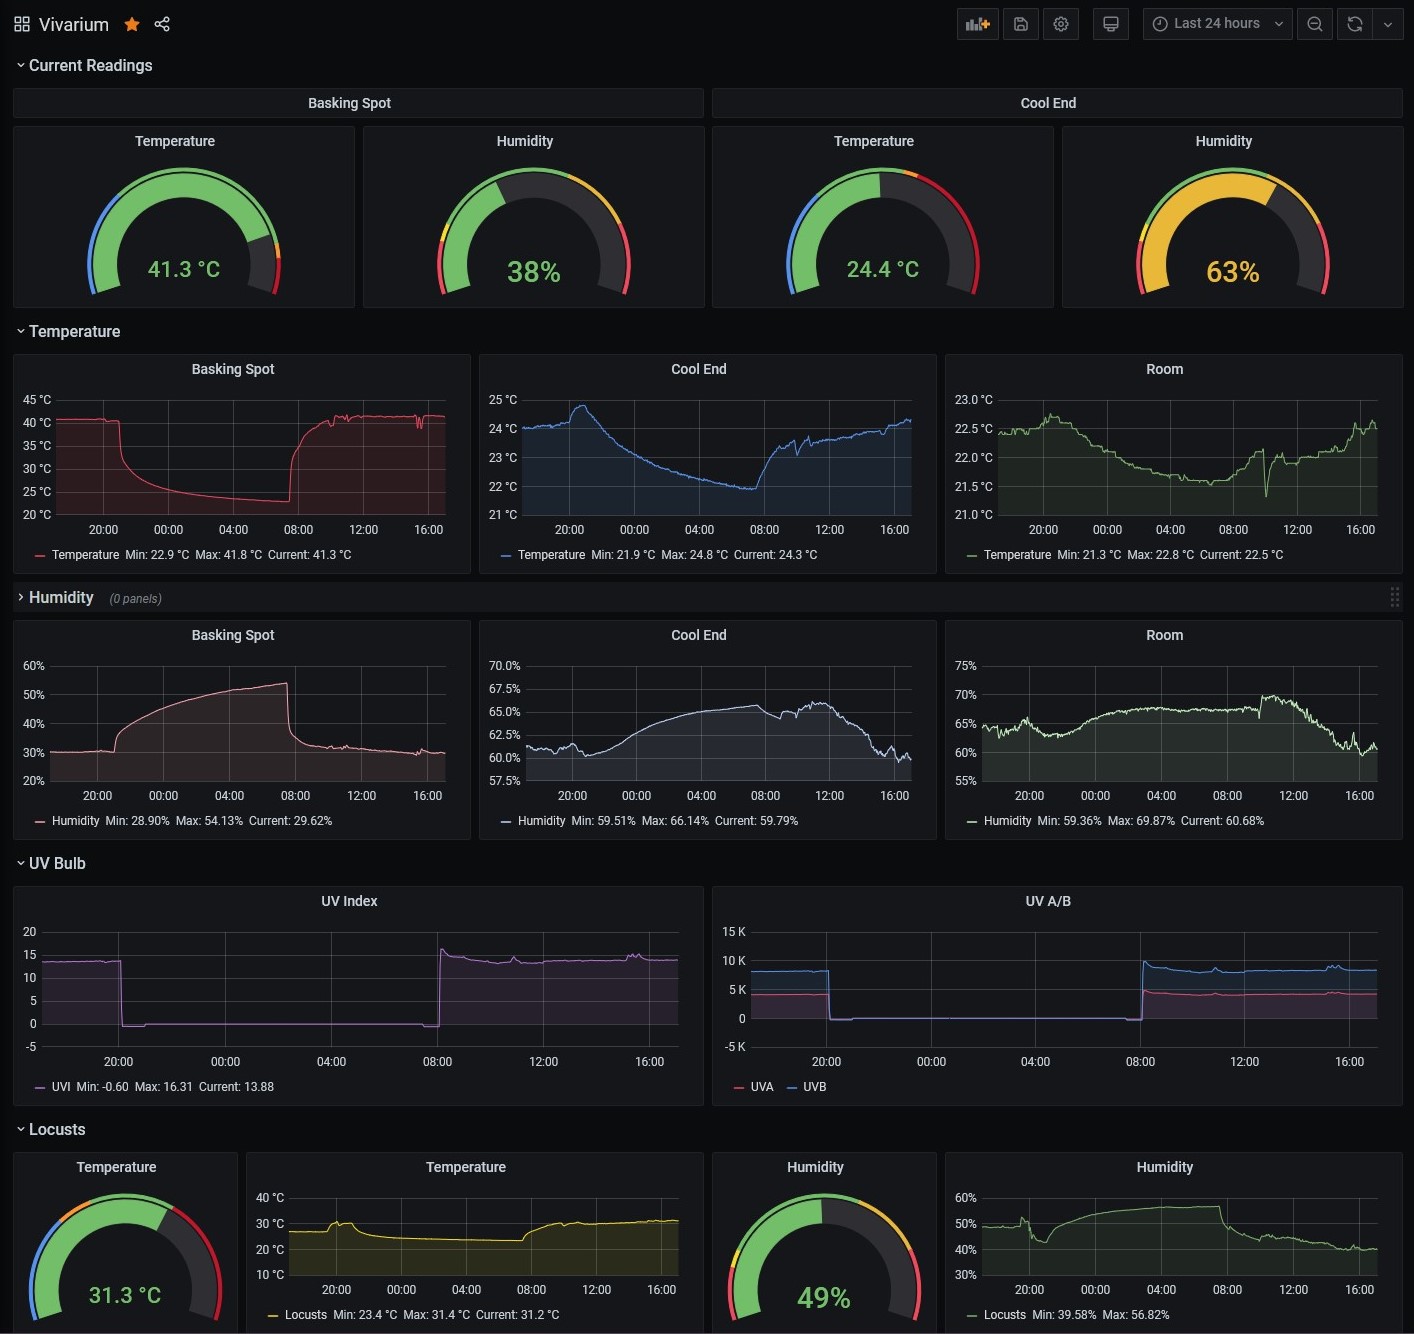 Vivarium
Last 24 hours
Current Readings
Basking Spot Cool End
Temperature Humidity Temperature Humidity
41.3 °C 38% 24.4 °C 63%
Temperature
Basking Spot
45 °C
40 °C
35 °C
30 °C
25 °C
20 °C
20:00 00:00 04:00 08:00 12:00 16:00
Temperature Min: 22.9 °C Max: 41.8 °C Current: 41.3 °C
Cool End
25 °C
24 °C
23 °C
22 °C
21 °C
20:00 00:00 04:00 08:00 12:00 16:00
Temperature Min: 21.9 °C Max: 24.8 °C Current: 24.3 °C
Room
23.0 °C
22.5 °C
22.0 °C
21.5 °C
21.0 °C
20:00 00:00 04:00 08:00 12:00 16:00
Temperature Min: 21.3 °C Max: 22.8 °C Current: 22.5 °C
Humidity (0 panels)
Basking Spot
60%
50%
40%
30%
20%
20:00 00:00 04:00 08:00 12:00 16:00
Humidity Min: 28.90% Max: 54.13% Current: 29.62%
Cool End
70.0%
67.5%
65.0%
62.5%
60.0%
57.5%
20:00 00:00 04:00 08:00 12:00 16:00
Humidity Min: 59.51% Max: 66.14% Current: 59.79%
Room
75%
70%
65%
60%
55%
20:00 00:00 04:00 08:00 12:00 16:00
Humidity Min: 59.36% Max: 69.87% Current: 60.68%
UV Bulb
UV Index
20
15
10
5
0
-5
20:00 00:00 04:00 08:00 12:00 16:00
UVI Min: -0.60 Max: 16.31 Current: 13.88
UV A/B
15 K
10 K
5 K
0
-5 K
20:00 00:00 04:00 08:00 12:00 16:00
UVA UVB
Locusts
Temperature
31.3 °C
Temperature
40 °C
30 °C
20 °C
10 °C
20:00 00:00 04:00 08:00 12:00 16:00
Locusts Min: 23.4 °C Max: 31.4 °C Current: 31.2 °C
Humidity
49%
Humidity
60%
50%
40%
30%
20:00 00:00 04:00 08:00 12:00 16:00
Locusts Min: 39.58% Max: 56.82%